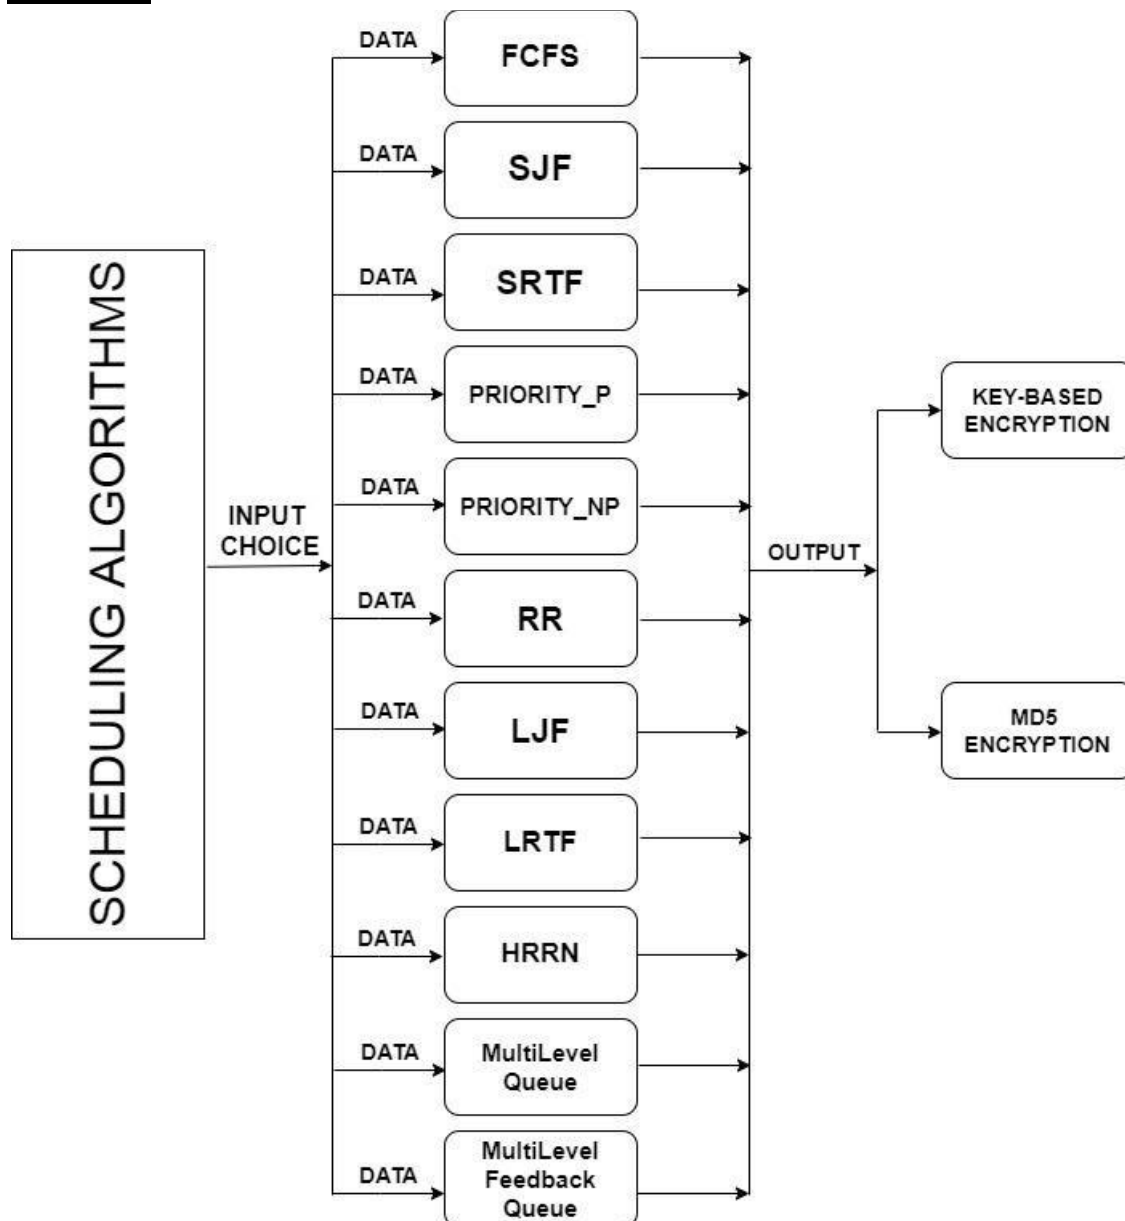 SCHEDULING ALGORITHMS
INPUT
CHOICE
DATA
FCFS
DATA
SJF
DATA
SRTF
DATA
PRIORITY_P
DATA
PRIORITY_NP
DATA
RR
DATA
LJF
DATA
LRTF
DATA
HRRN
DATA
MultiLevel
Queue
DATA
MultiLevel
Feedback
Queue
OUTPUT
KEY-BASED
ENCRYPTION
MD5
ENCRYPTION